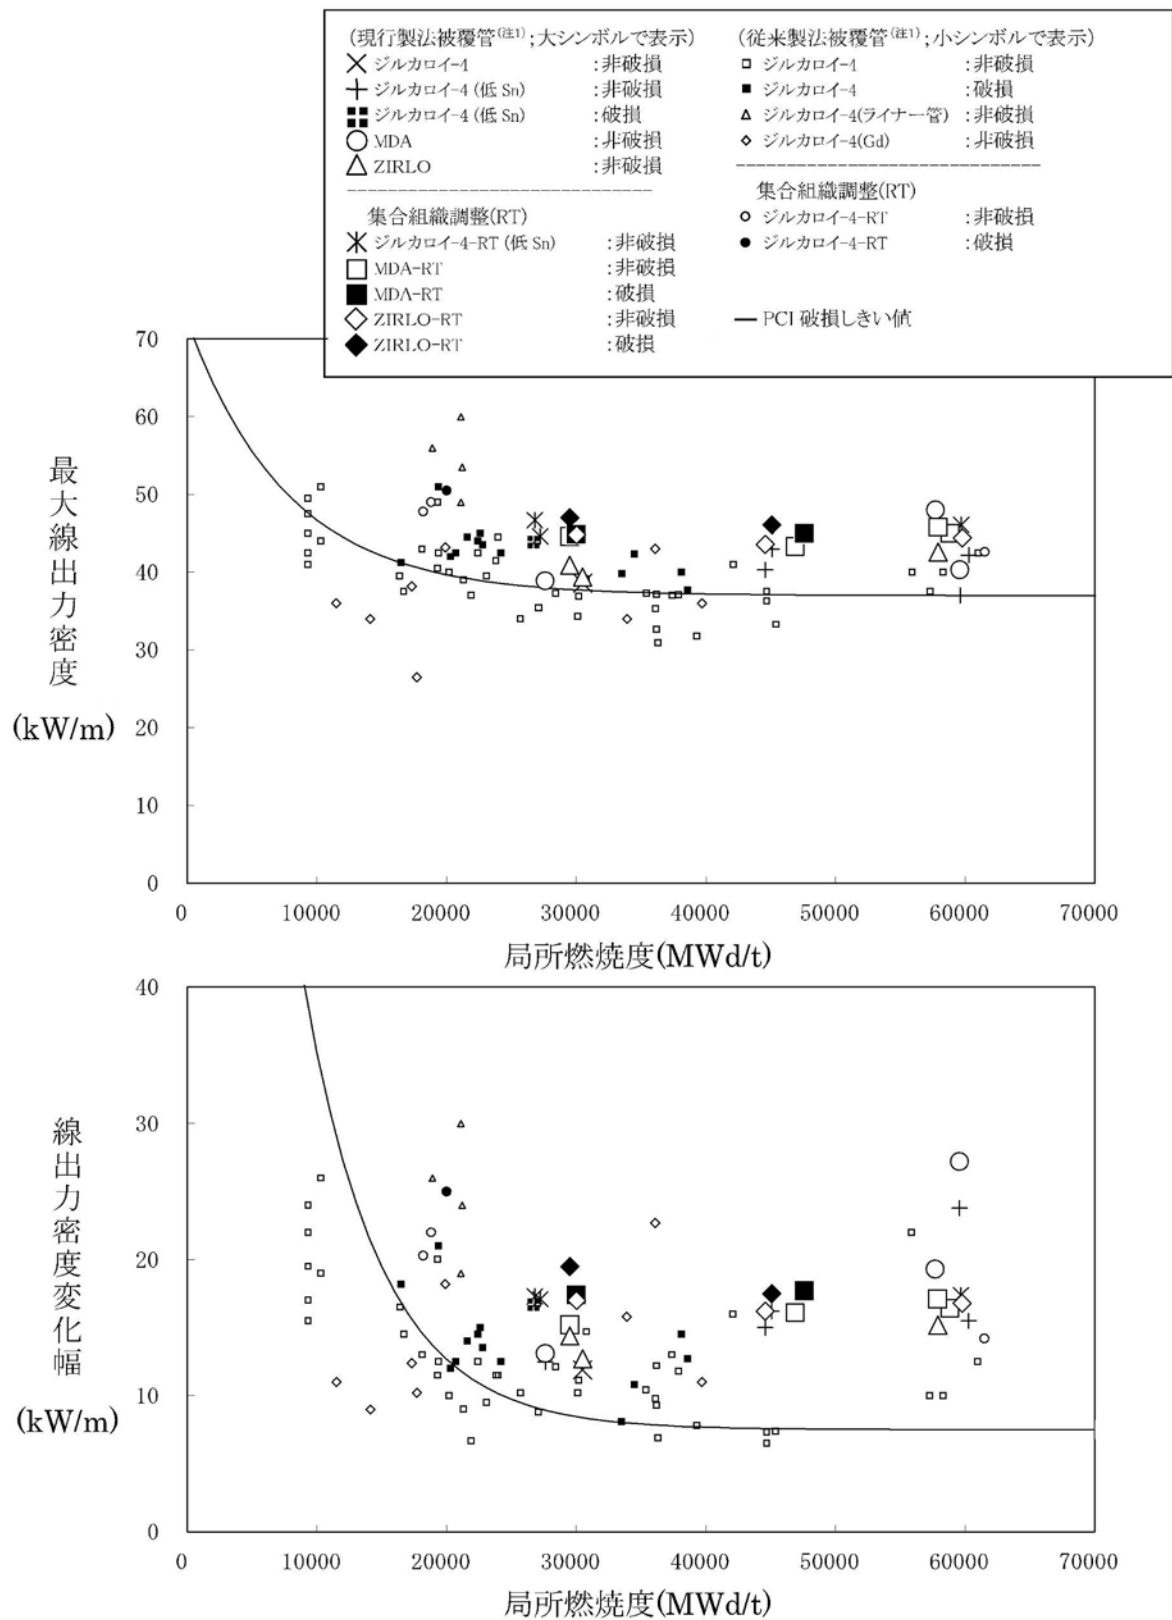 (現行製法被覆管(注1);大シンボルで表示)
ジルカロイ-4 :非破損
ジルカロイ-4 (低 Sn) :非破損
ジルカロイ-4 (低 Sn) :破損
MDA :非破損
ZIRLO :非破損
集合組織調整(RT)
ジルカロイ-4-RT (低 Sn) :非破損
MDA-RT :非破損
MDA-RT :破損
ZIRLO-RT :非破損
ZIRLO-RT :破損
(従来製法被覆管(注1);小シンボルで表示)
ジルカロイ-4 :非破損
ジルカロイ-4 :破損
ジルカロイ-4(ライナー管) :非破損
ジルカロイ-4(Gd) :非破損
集合組織調整(RT)
ジルカロイ-4-RT :非破損
ジルカロイ-4-RT :破損
PCI 破損しきい値
最大線出力密度
(kW/m)
70
60
50
40
30
20
10
0
0 10000 20000 30000 40000 50000 60000 70000
局所燃焼度(MWd/t)
線出力密度変化幅
(kW/m)
40
30
20
10
0
0 10000 20000 30000 40000 50000 60000 70000
局所燃焼度(MWd/t)